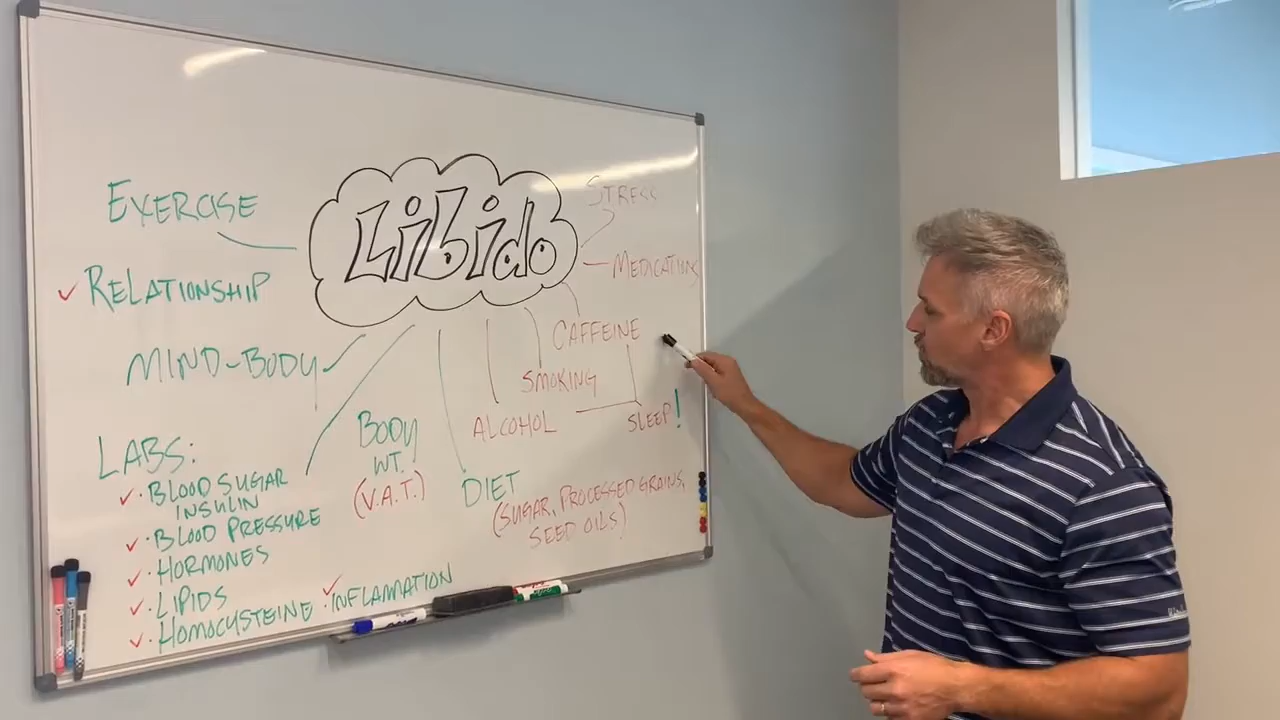 LiBido
EXERCISE
RELATIONSHIP
MIND-BODY
LABS:
· BLOOD SUGAR
INSULIN
· BLOOD PRESSURE
· HORMONES
· LIPIDS
· HOMOCYSTEINE
· INFLAMATION
BODY
WT.
(V.A.T.)
DIET
(SUGAR, PROCESSED GRAINS,
SEED OILS)
ALCOHOL
SMOKING
CAFFEINE
SLEEP!
STRESS
MEDICATIONS